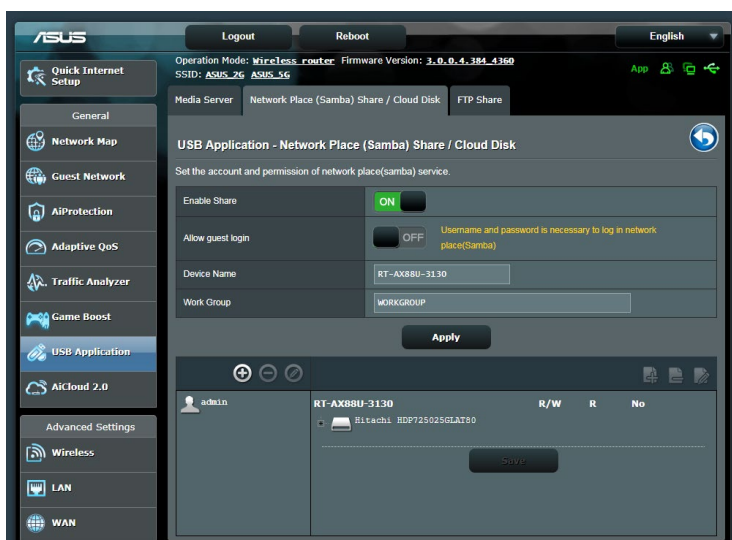 ASUS
Logout
Reboot
English
Quick Internet
Setup
Operation Mode: Wireless router Firmware Version: 3.0.0.4.384_4360
SSID: ASUS_2G ASUS_5G
App
Media Server
Network Place (Samba) Share / Cloud Disk
FTP Share
General
Network Map
Guest Network
AiProtection
Adaptive QoS
Traffic Analyzer
Game Boost
USB Application
AiCloud 2.0
Advanced Settings
Wireless
LAN
WAN
USB Application - Network Place (Samba) Share / Cloud Disk
Set the account and permission of network place(samba) service.
Enable Share
ON
Allow guest login
OFF
Username and password is necessary to log in network
place(Samba)
Device Name
RT-AX88U-3130
Work Group
WORKGROUP
Apply
admin
RT-AX88U-3130
R/W
R
No
Hitachi HDP725025GLAT80
Save